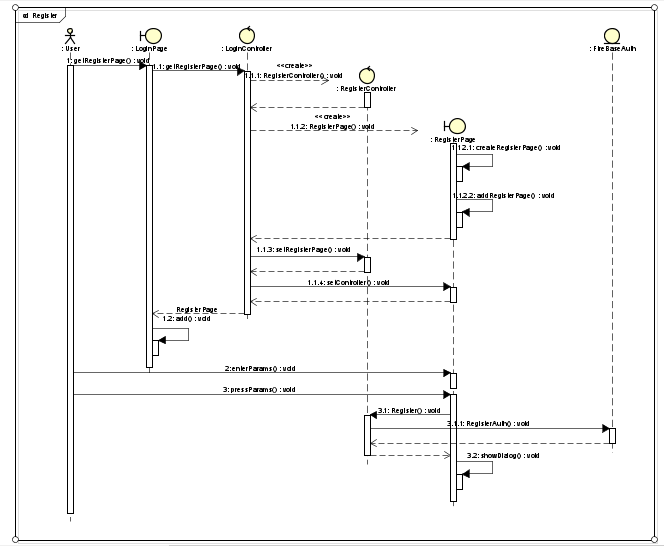 sd Register
: User
: LoginPage
: LoginController
: FireBaseAuth
1: getRegisterPage() : void
1.1: getRegisterPage() : void
<<create>>
1.1.1: RegisterController() : void
: RegisterController
<<create>>
1.1.2: RegisterPage() : void
: RegisterPage
1.1.2.1: createRegisterPage() : void
1.1.2.2: addRegisterPage() : void
1.1.3: setRegisterPage() : void
1.1.4: setController() : void
RegisterPage
1.2: add() : void
2: enterParams() : void
3: pressParams() : void
3.1: Register() : void
3.1.1: RegisterAuth() : void
3.2: showDialog() : void